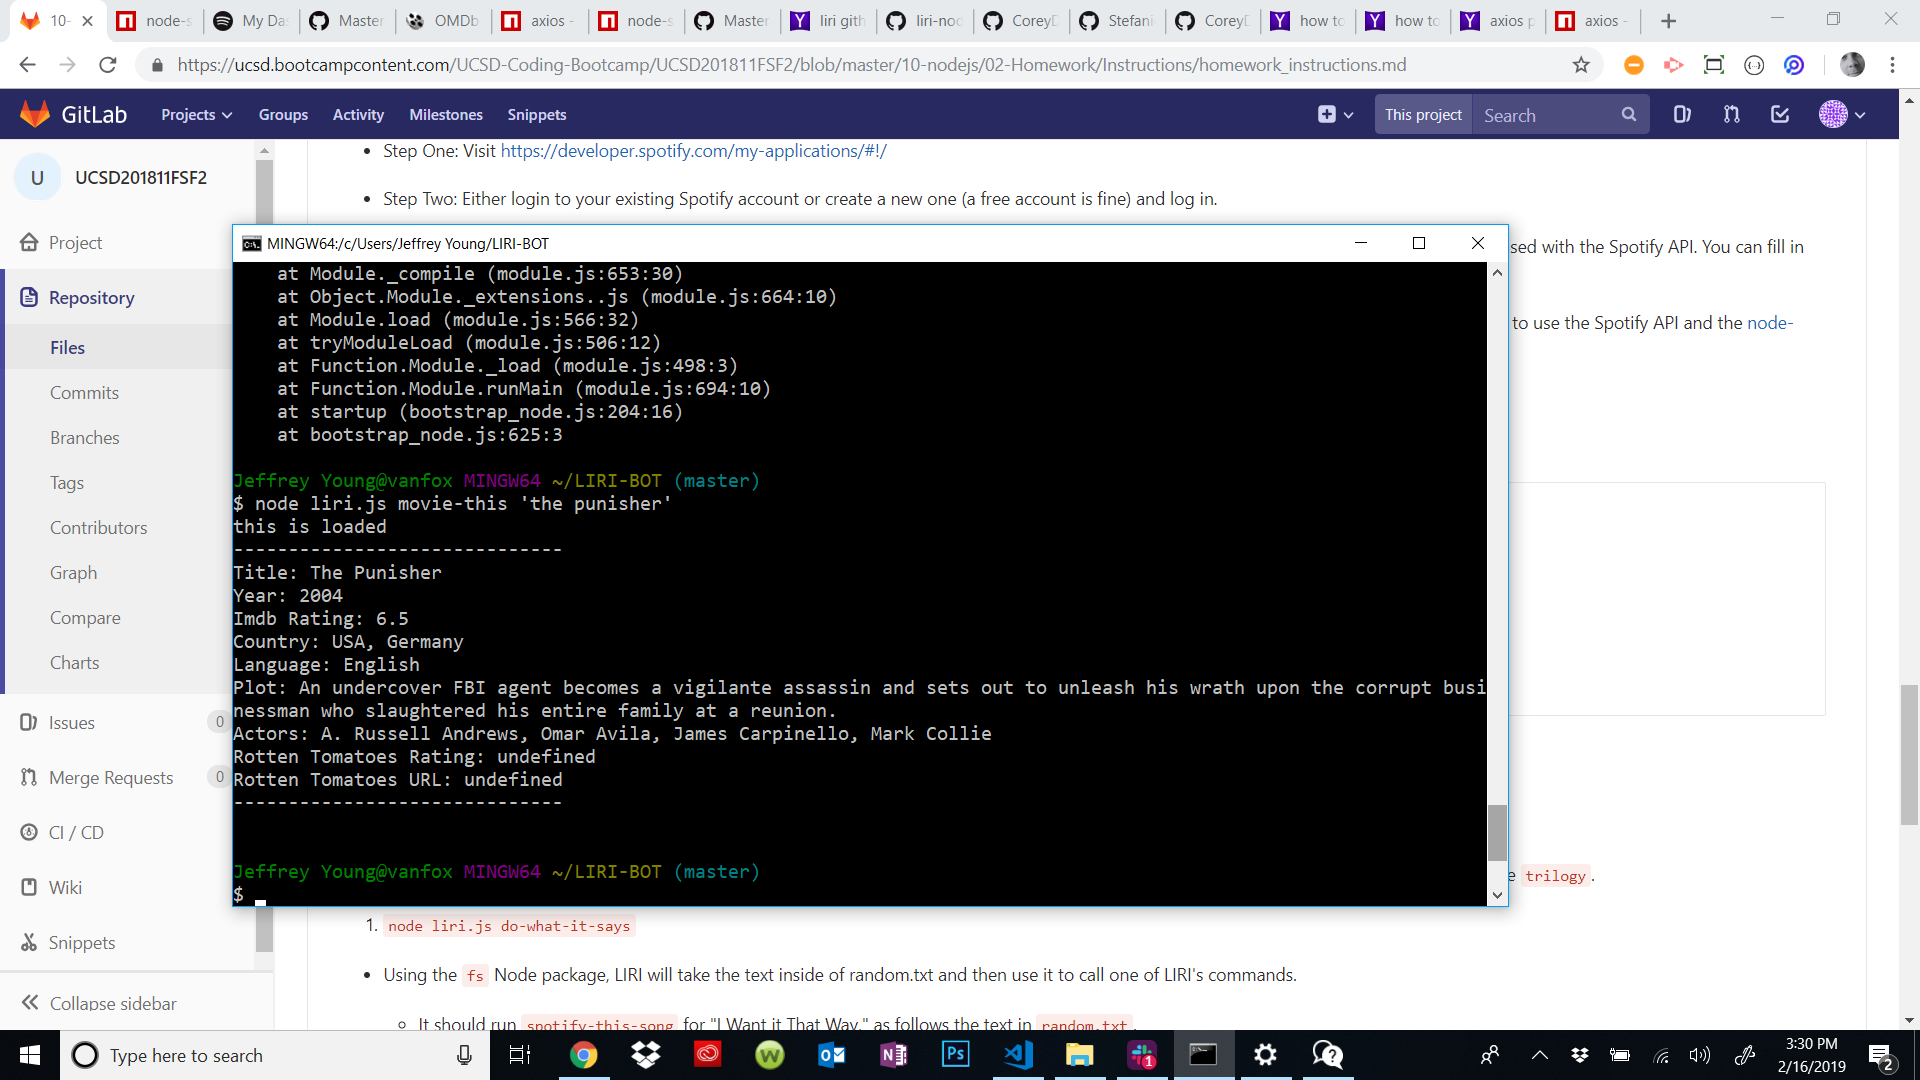 10-
node-s
My Das
Master
OMDb
axios -
node-s
Master
liri gith
liri-noc
CoreyD
Stefani
CoreyD
how to
how to
axios p
axios -
https://ucsd.bootcampcontent.com/UCSD-Coding-Bootcamp/UCSD201811FSF2/blob/master/10-nodejs/02-Homework/Instructions/homework_instructions.md
GitLab
Projects
Groups
Activity
Milestones
Snippets
This project
Search
U
UCSD201811FSF2
Project
Repository
Files
Commits
Branches
Tags
Contributors
Graph
Compare
Charts
Issues
0
Merge Requests
0
CI / CD
Wiki
Snippets
Collapse sidebar
Step One: Visit https://developer.spotify.com/my-applications/#!/
Step Two: Either login to your existing Spotify account or create a new one (a free account is fine) and log in.
sed with the Spotify API. You can fill in
to use the Spotify API and the node-
MINGW64:/c/Users/Jeffrey Young/LIRI-BOT
at Module._compile (module.js:653:30)
at Object.Module._extensions..js (module.js:664:10)
at Module.load (module.js:566:32)
at tryModuleLoad (module.js:506:12)
at Function.Module._load (module.js:498:3)
at Function.Module.runMain (module.js:694:10)
at startup (bootstrap_node.js:204:16)
at bootstrap_node.js:625:3
Jeffrey Young@vanfox MINGW64 ~/LIRI-BOT (master)
$ node liri.js movie-this 'the punisher'
this is loaded
------------------------------
Title: The Punisher
Year: 2004
Imdb Rating: 6.5
Country: USA, Germany
Language: English
Plot: An undercover FBI agent becomes a vigilante assassin and sets out to unleash his wrath upon the corrupt busi
nessman who slaughtered his entire family at a reunion.
Actors: A. Russell Andrews, Omar Avila, James Carpinello, Mark Collie
Rotten Tomatoes Rating: undefined
Rotten Tomatoes URL: undefined
------------------------------
Jeffrey Young@vanfox MINGW64 ~/LIRI-BOT (master)
$
e trilogy.
1. node liri.js do-what-it-says
Using the fs Node package, LIRI will take the text inside of random.txt and then use it to call one of LIRI's commands.
It should run spotify-this-song for "I Want it That Way," as follows the text in random.txt.
Type here to search
Ps
1
3:30 PM
2/16/2019
2